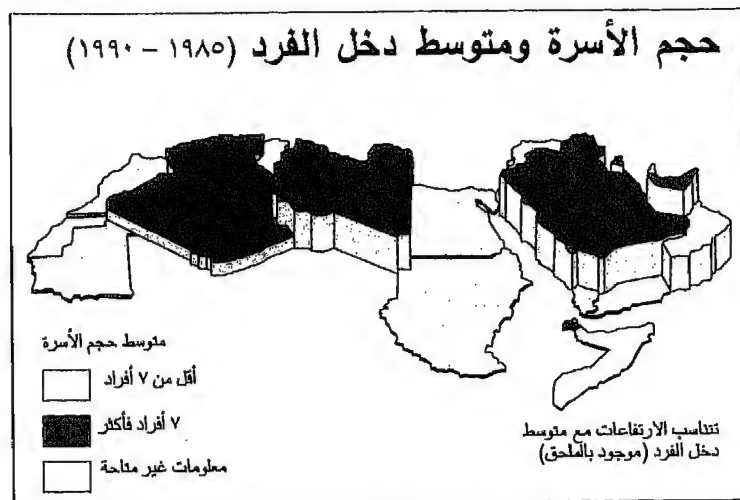 حجم الأسرة ومتوسط دخل الفرد (١٩٨٥ - ١٩٩٠)
متوسط حجم الأسرة
أقل من ٧ أفراد
٧ أفراد فأكثر
معلومات غير متاحة
تتناسب الارتفاعات مع متوسط
دخل الفرد (موجود بالملحق)